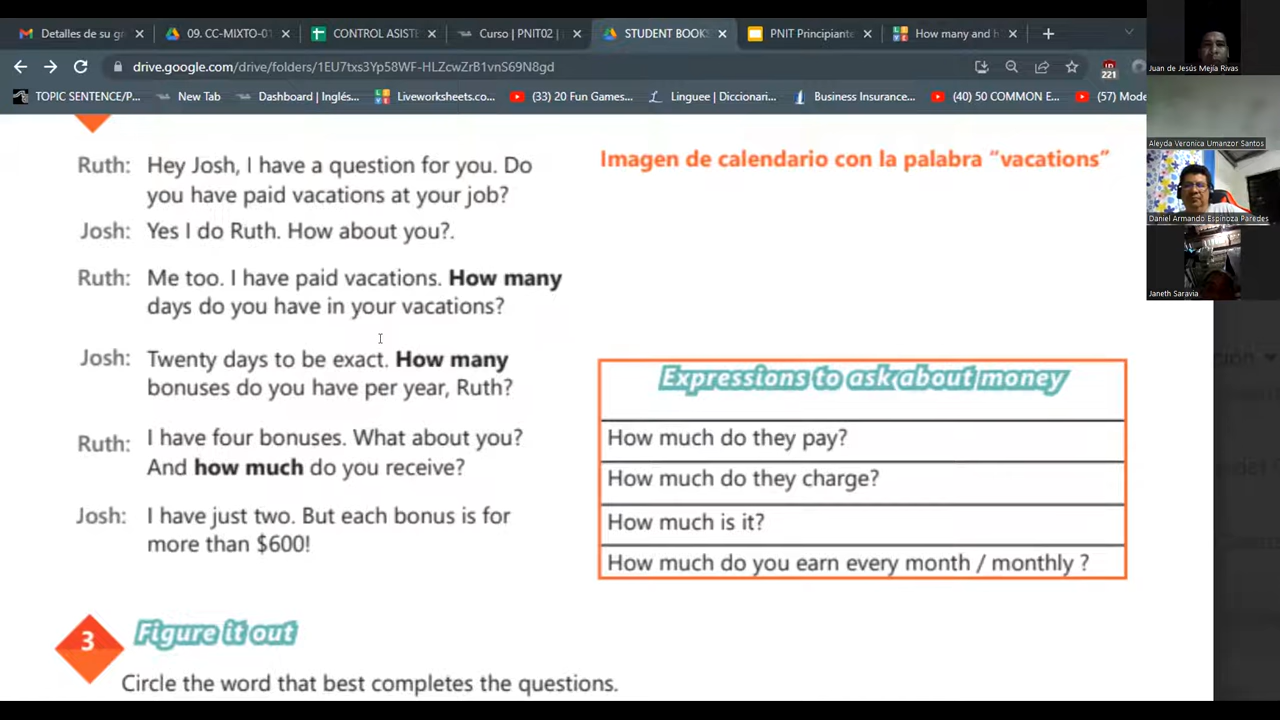 Detalles de su gr
09. CC-MIXTO-01
CONTROL ASISTE
Curso | PNIT02 |
STUDENT BOOKS
PNIT Principiante
How many and h
drive.google.com/drive/folders/1EU7txs3Yp58WF-HLZcwZrB1vnS69N8gd
221
TOPIC SENTENCE/P...
New Tab
Dashboard | Inglés...
Liveworksheets.co...
(33) 20 Fun Games...
Linguee | Diccionari...
Business Insurance...
(40) 50 COMMON E...
(57) Mode
Juan de Jesús Mejía Rivas
Aleyda Veronica Umanzor Santos
Daniel Armando Espinoza Paredes
Janeth Saravia
Ruth: Hey Josh, I have a question for you. Do
you have paid vacations at your job?
Josh: Yes I do Ruth. How about you?.
Ruth: Me too. I have paid vacations. How many
days do you have in your vacations?
Josh: Twenty days to be exact. How many
bonuses do you have per year, Ruth?
Ruth: I have four bonuses. What about you?
And how much do you receive?
Josh: I have just two. But each bonus is for
more than $600!
Imagen de calendario con la palabra “vacations”
Expressions to ask about money
How much do they pay?
How much do they charge?
How much is it?
How much do you earn every month / monthly ?
3 Figure it out
Circle the word that best completes the questions.